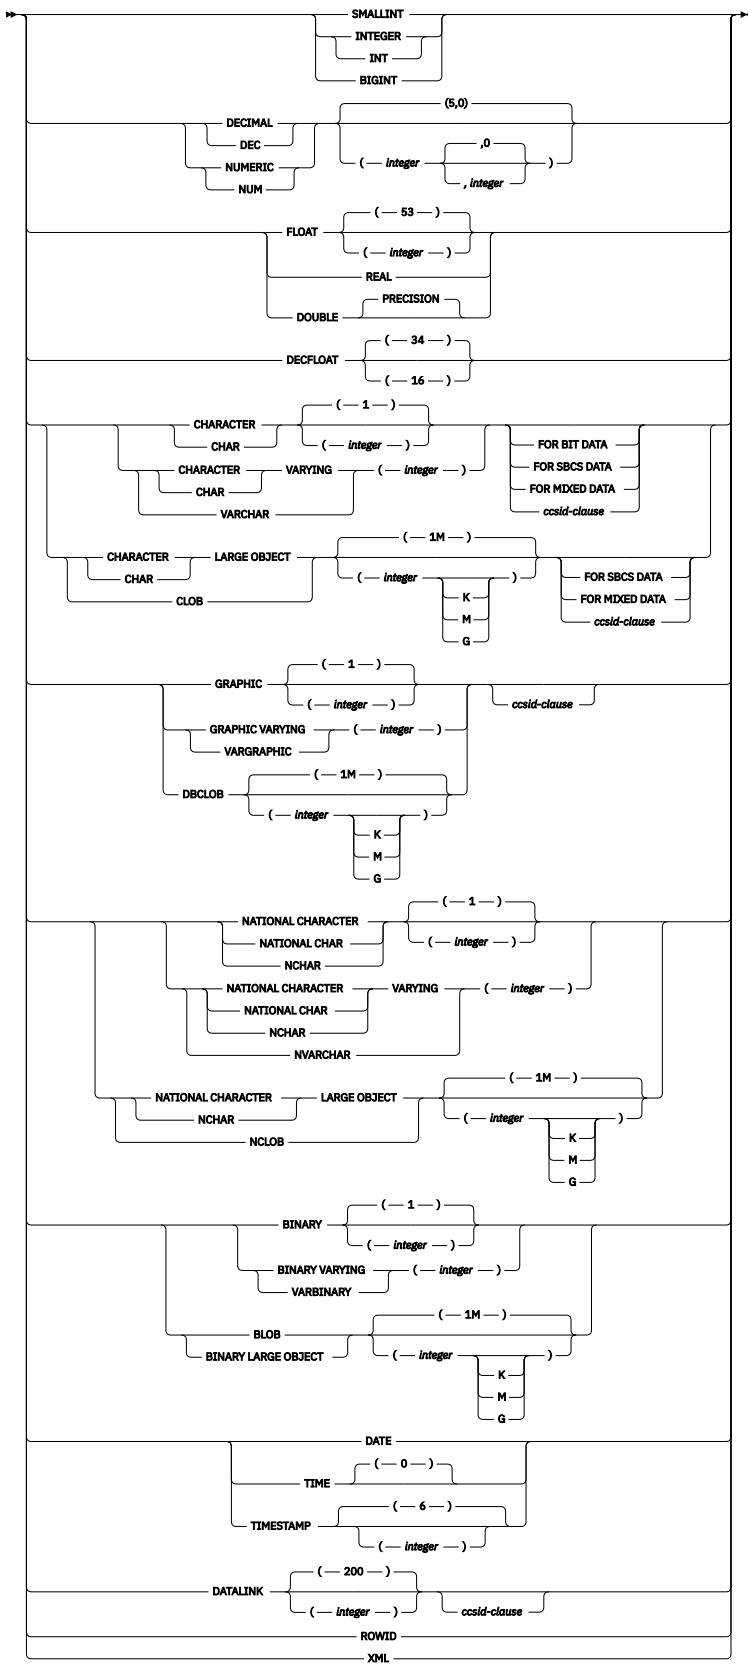 SMALLINT
INTEGER
INT
BIGINT
(5,0)
DECIMAL
DEC
,0
NUMERIC
( integer )
NUM
, integer
( 53 )
FLOAT
( integer )
REAL
PRECISION
DOUBLE
( 34 )
DECFLOAT
( 16 )
( 1 )
CHARACTER
CHAR
( integer )
FOR BIT DATA
CHARACTER VARYING ( integer )
FOR SBCS DATA
CHAR
FOR MIXED DATA
VARCHAR
ccsid-clause
( 1M )
CHARACTER LARGE OBJECT
CHAR
( integer )
FOR SBCS DATA
CLOB
K
FOR MIXED DATA
M
ccsid-clause
G
( 1 )
GRAPHIC
( integer )
ccsid-clause
GRAPHIC VARYING ( integer )
VARGRAPHIC
( 1M )
DBCLOB
( integer )
K
M
G
( 1 )
NATIONAL CHARACTER
NATIONAL CHAR
( integer )
NCHAR
NATIONAL CHARACTER VARYING ( integer )
NATIONAL CHAR
NCHAR
NVARCHAR
( 1M )
NATIONAL CHARACTER LARGE OBJECT
NCHAR
( integer )
NCLOB
K
M
G
( 1 )
BINARY
( integer )
BINARY VARYING ( integer )
VARBINARY
( 1M )
BLOB
BINARY LARGE OBJECT
( integer )
K
M
G
DATE
( 0 )
TIME
( 6 )
TIMESTAMP
( integer )
( 200 )
DATALINK
( integer )
ccsid-clause
ROWID
XML